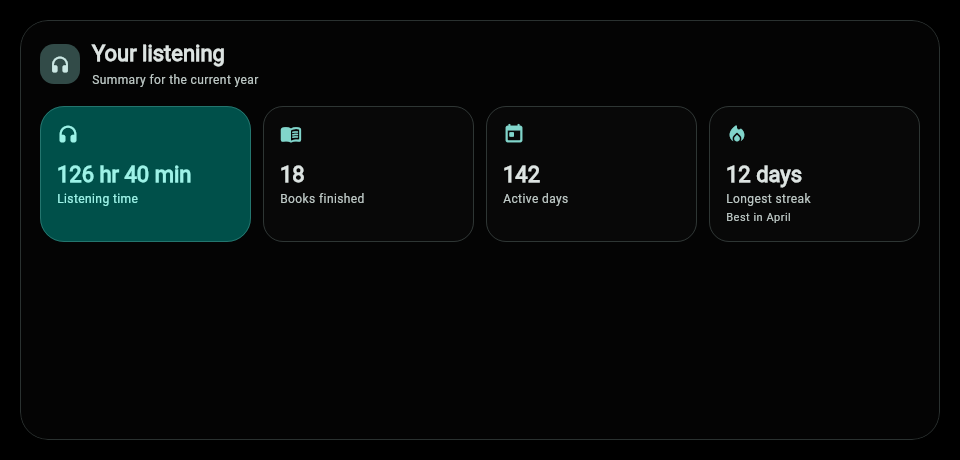 Your listening
Summary for the current year
126 hr 40 min
Listening time
18
Books finished
142
Active days
12 days
Longest streak
Best in April